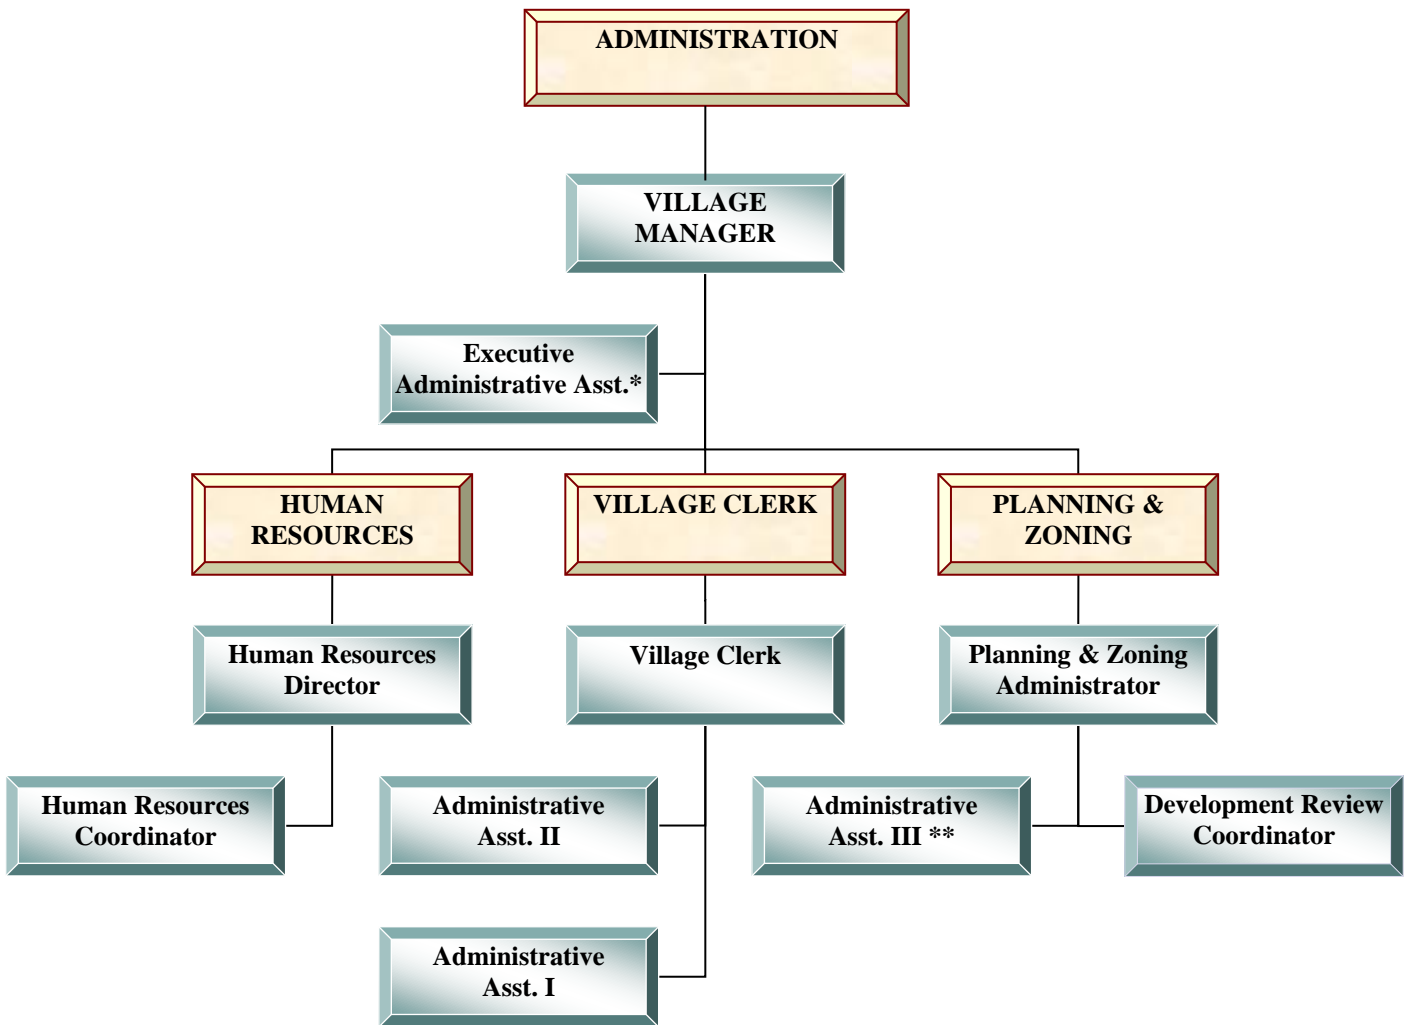 ADMINISTRATION
VILLAGE
MANAGER
Executive
Administrative Asst.*
HUMAN
RESOURCES
VILLAGE CLERK
PLANNING &
ZONING
Human Resources
Director
Village Clerk
Planning & Zoning
Administrator
Human Resources
Coordinator
Administrative
Asst. II
Administrative
Asst. III **
Development Review
Coordinator
Administrative
Asst. I